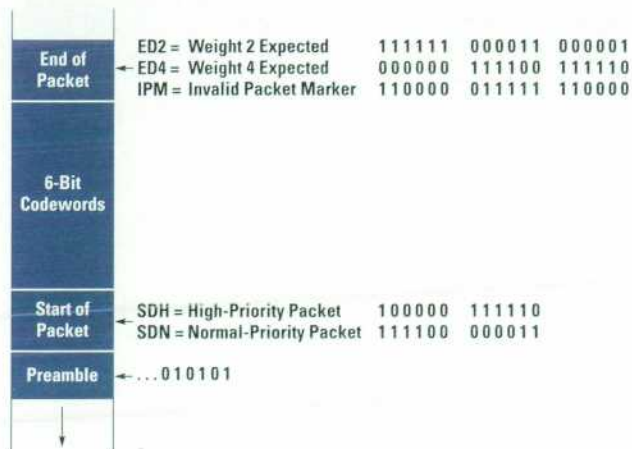 End of
Packet
ED2 = Weight 2 Expected 111111 000011 000001
ED4 = Weight 4 Expected 000000 111100 111110
IPM = Invalid Packet Marker 110000 011111 110000
6-Bit
Codewords
Start of
Packet
SDH = High-Priority Packet 100000 111110
SDN = Normal-Priority Packet 111100 000011
Preamble
...010101